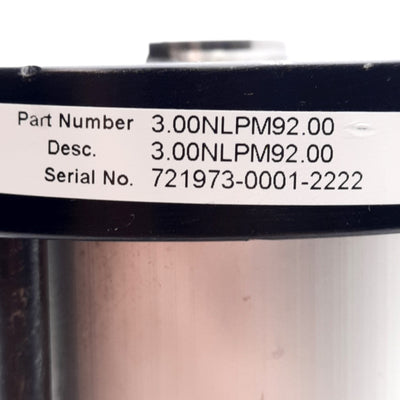 Part Number 3.00NLPM92.00
Desc. 3.00NLPM92.00
Serial No. 721973-0001-2222